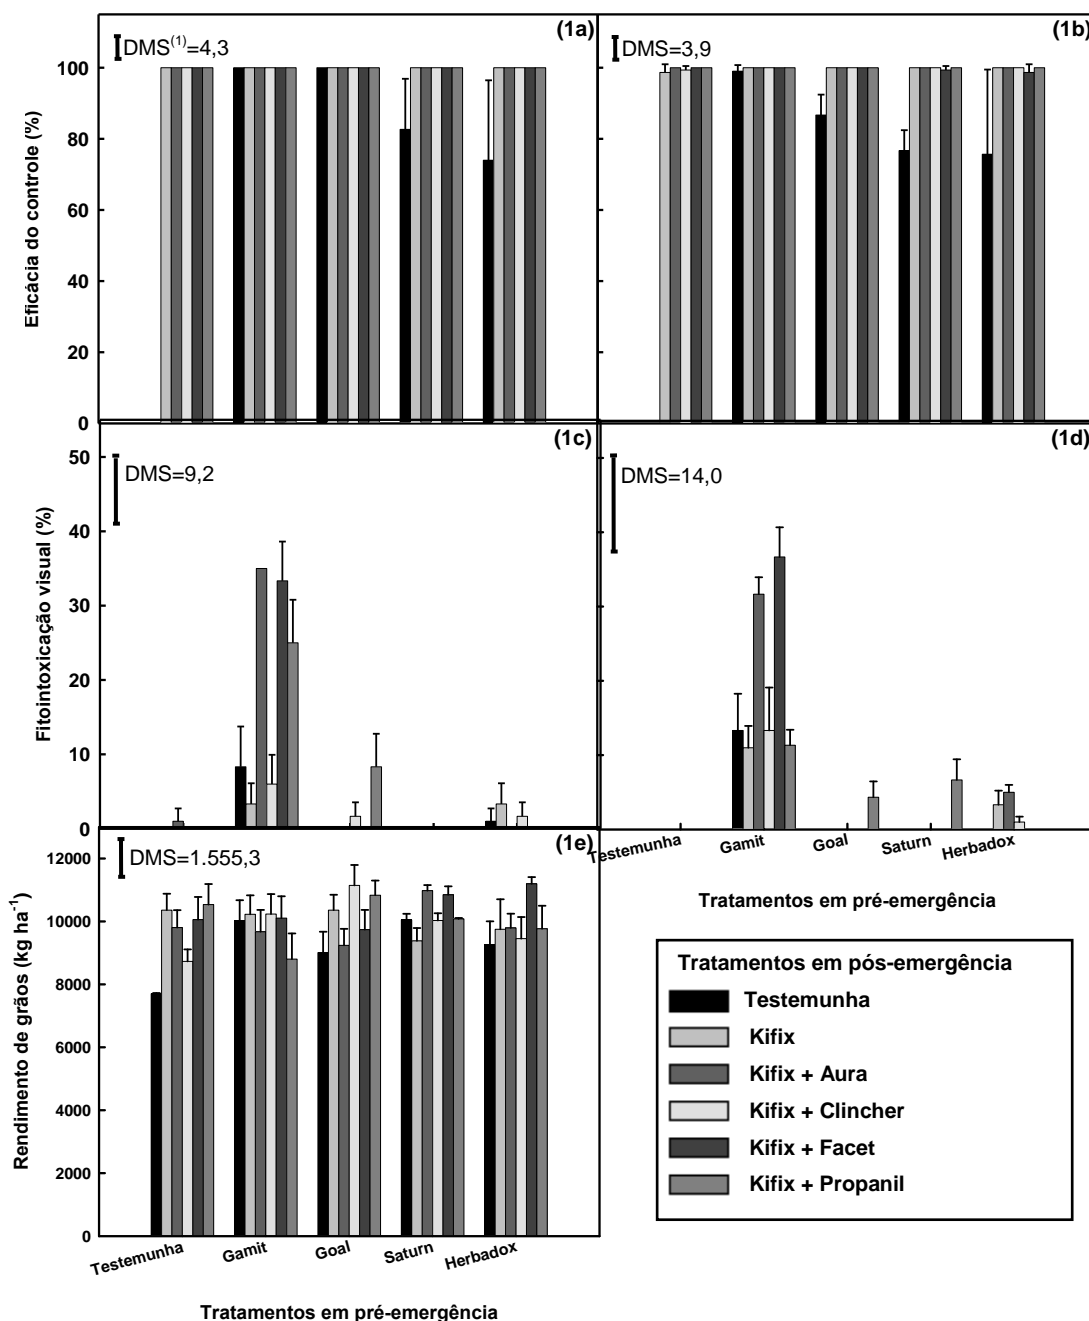 (1a)
DMS(1)=4,3
Eficácia do controle (%)
100
80
60
40
20
0
(1b)
DMS=3,9
(1c)
DMS=9,2
Fitointoxicação visual (%)
50
40
30
20
10
0
(1d)
DMS=14,0
Testemunha
Gamit
Goal
Saturn
Herbadox
Tratamentos em pré-emergência
(1e)
DMS=1.555,3
Rendimento de grãos (kg ha-1)
12000
10000
8000
6000
4000
2000
0
Testemunha
Gamit
Goal
Saturn
Herbadox
Tratamentos em pré-emergência
Tratamentos em pós-emergência
Testemunha
Kifix
Kifix + Aura
Kifix + Clincher
Kifix + Facet
Kifix + Propanil